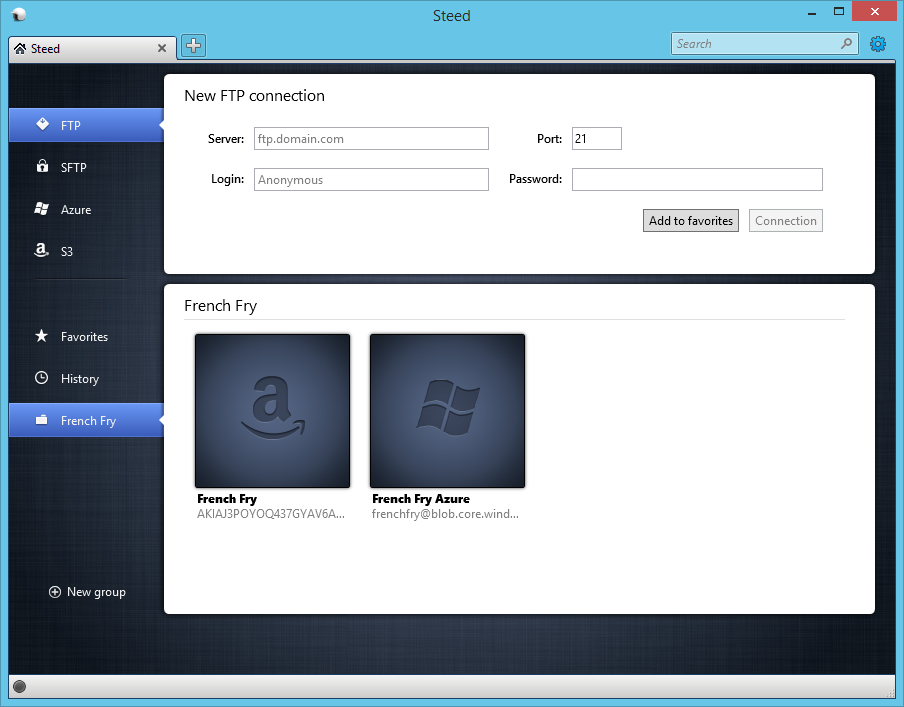 Steed
Steed
Search
FTP
SFTP
Azure
S3
Favorites
History
French Fry
New group
New FTP connection
Server: ftp.domain.com Port: 21
Login: Anonymous Password:
Add to favorites Connection
French Fry
French Fry
AKIAJ3POYOQ437GYAV6A...
French Fry Azure
frenchfry@blob.core.wind...